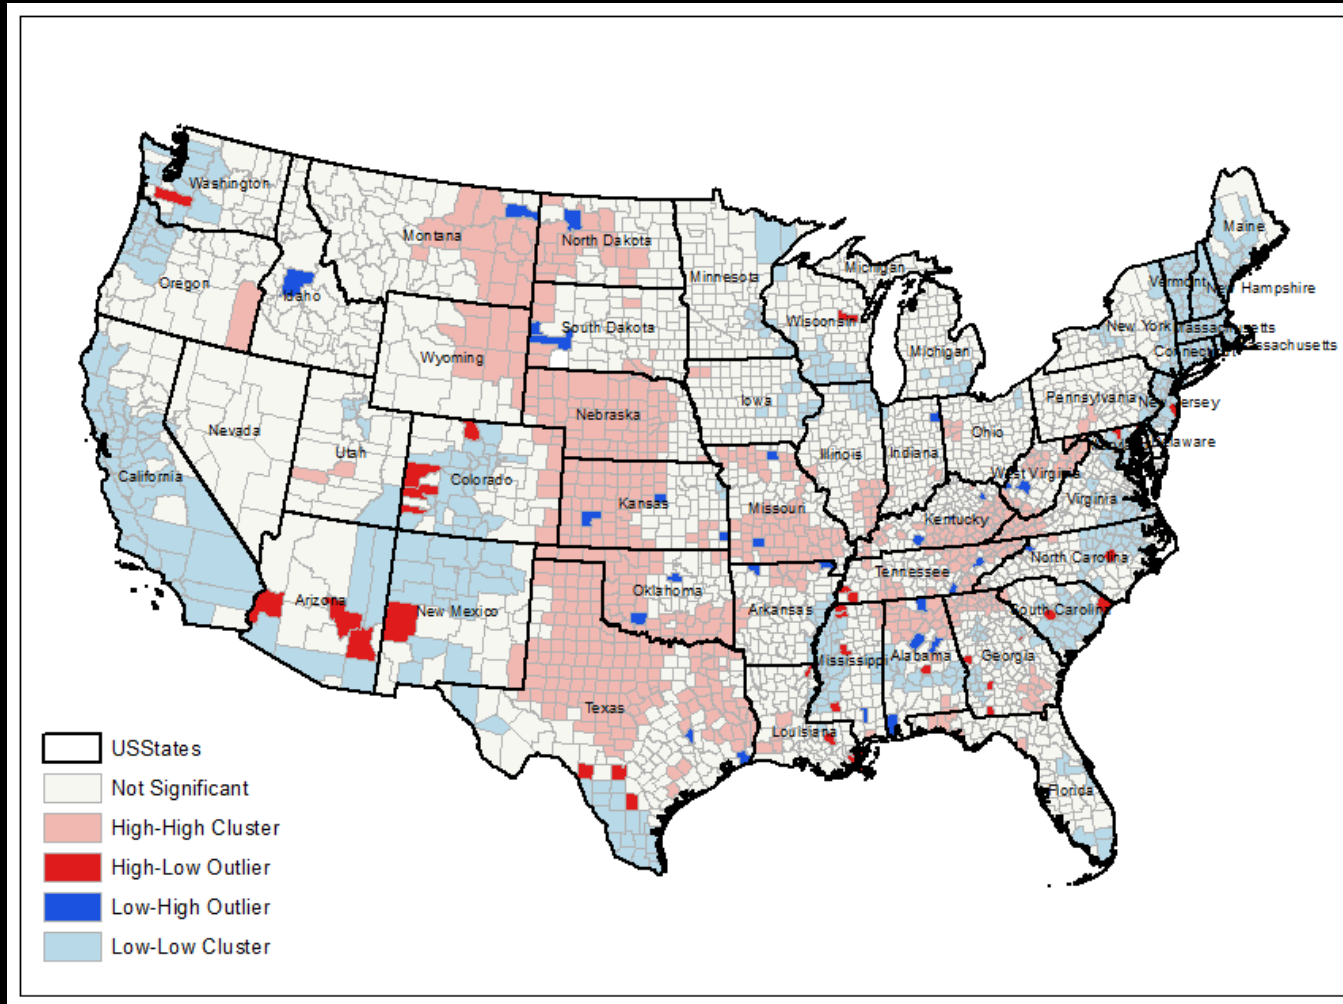 Washington
Montana
North Dakota
Minnesota
Michigan
Maine
Oregon
Idaho
South Dakota
Wisconsin
Vermont
New Hampshire
Wyoming
Michigan
New York
Massachusetts
Nevada
Nebraska
Iowa
Pennsylvania
New Jersey
Utah
Colorado
Illinois
Indiana
Ohio
Delaware
California
Kansas
Missouri
West Virginia
Virginia
Kentucky
Arizona
New Mexico
Oklahoma
Arkansas
Tennessee
North Carolina
South Carolina
Mississippi
Alabama
Georgia
Texas
Louisiana
Florida
USStates
Not Significant
High-High Cluster
High-Low Outlier
Low-High Outlier
Low-Low Cluster